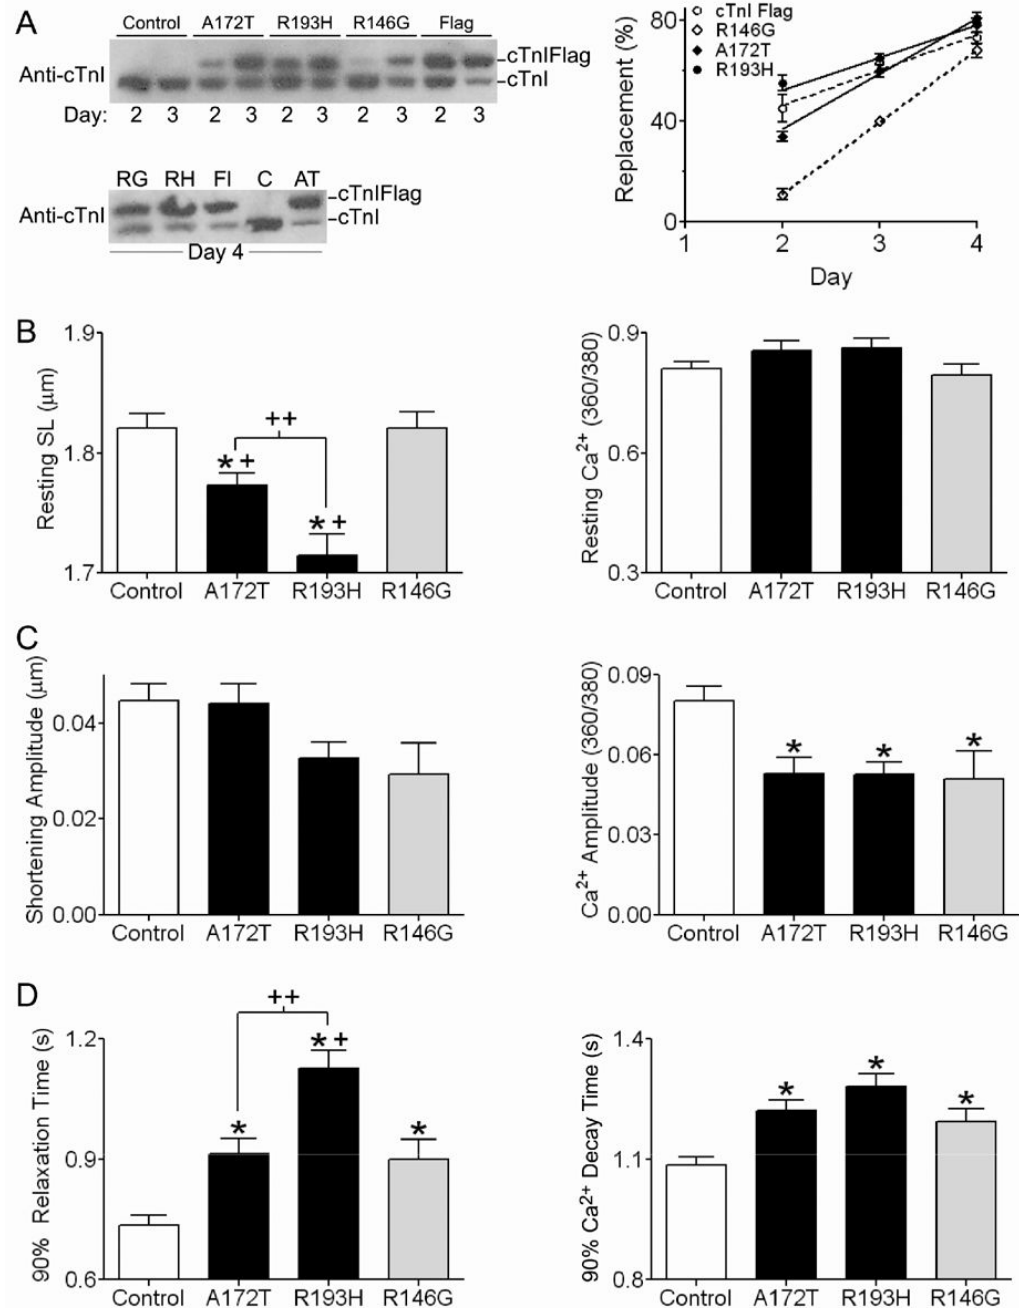 A
Control A172T R193H R146G Flag
Anti-cTnI
cTnIFlag
cTnI
Day: 2 3 2 3 2 3 2 3 2 3
RG RH Fl C AT
Anti-cTnI
cTnIFlag
cTnI
Day 4
Replacement (%)
80
40
0
1 2 3 4
Day
cTnI Flag
R146G
A172T
R193H
B
Resting SL (μm)
1.9
1.8
1.7
* +
++
* +
Control A172T R193H R146G
Resting Ca2+ (360/380)
0.9
0.6
0.3
Control A172T R193H R146G
C
Shortening Amplitude (μm)
0.04
0.02
0.00
Control A172T R193H R146G
Ca2+ Amplitude (360/380)
0.09
0.06
0.03
0.00
* * *
Control A172T R193H R146G
D
90% Relaxation Time (s)
1.2
0.9
0.6
++
* * + *
Control A172T R193H R146G
90% Ca2+ Decay Time (s)
1.4
1.1
0.8
* * *
Control A172T R193H R146G